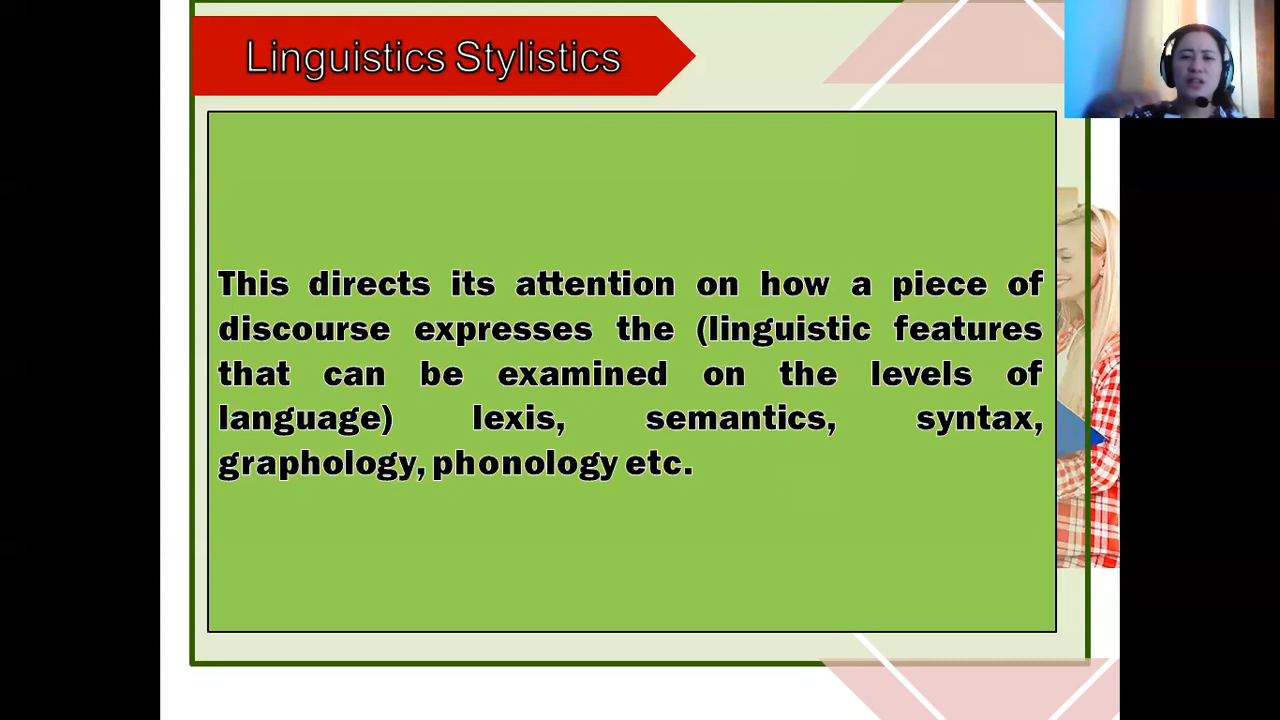 Linguistics Stylistics
This directs its attention on how a piece of
discourse expresses the (linguistic features
that can be examined on the levels of
language) lexis, semantics, syntax,
graphology, phonology etc.